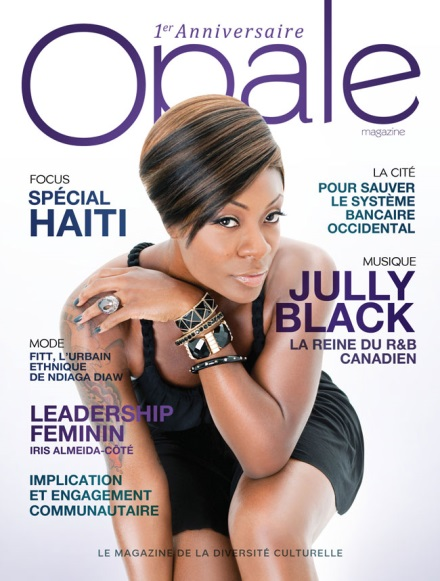 1er Anniversaire
Opale
magazine
FOCUS
SPÉCIAL
HAITI
LA CITÉ
POUR SAUVER
LE SYSTÈME
BANCAIRE
OCCIDENTAL
MUSIQUE
JULLY
BLACK
LA REINE DU R&B
CANADIEN
MODE
FITT, L'URBAIN
ETHNIQUE
DE NDIAGA DIAW
LEADERSHIP
FEMININ
IRIS ALMEIDA-CÔTÉ
IMPLICATION
ET ENGAGEMENT
COMMUNAUTAIRE
LE MAGAZINE DE LA DIVERSITÉ CULTURELLE